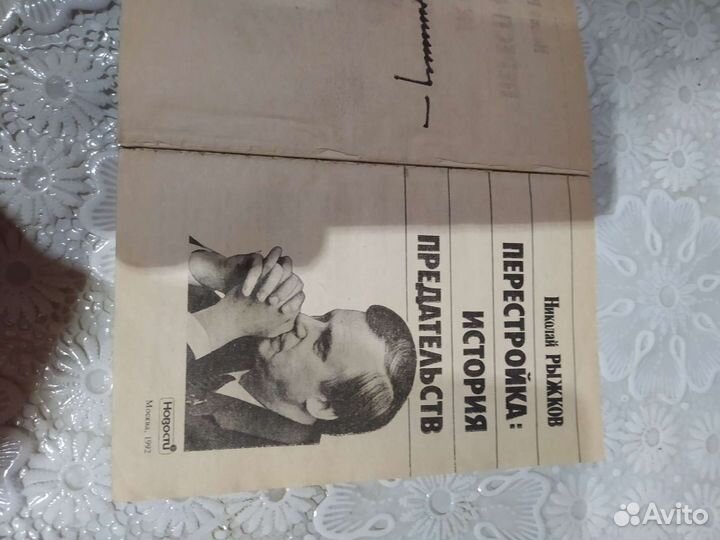 Николай РЫЖКОВ
ПЕРЕСТРОЙКА:
ИСТОРИЯ
ПРЕДАТЕЛЬСТВ
Новости
Москва, 1992
Avito